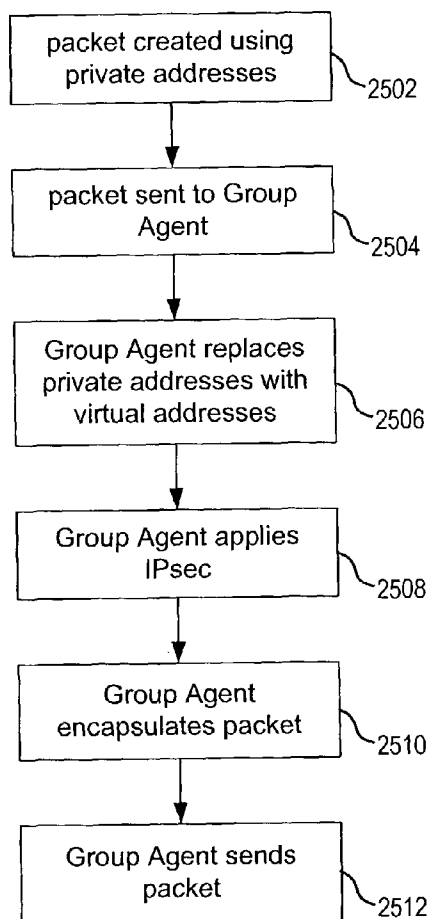 packet created using
private addresses
2502
packet sent to Group
Agent
2504
Group Agent replaces
private addresses with
virtual addresses
2506
Group Agent applies
IPsec
2508
Group Agent
encapsulates packet
2510
Group Agent sends
packet
2512